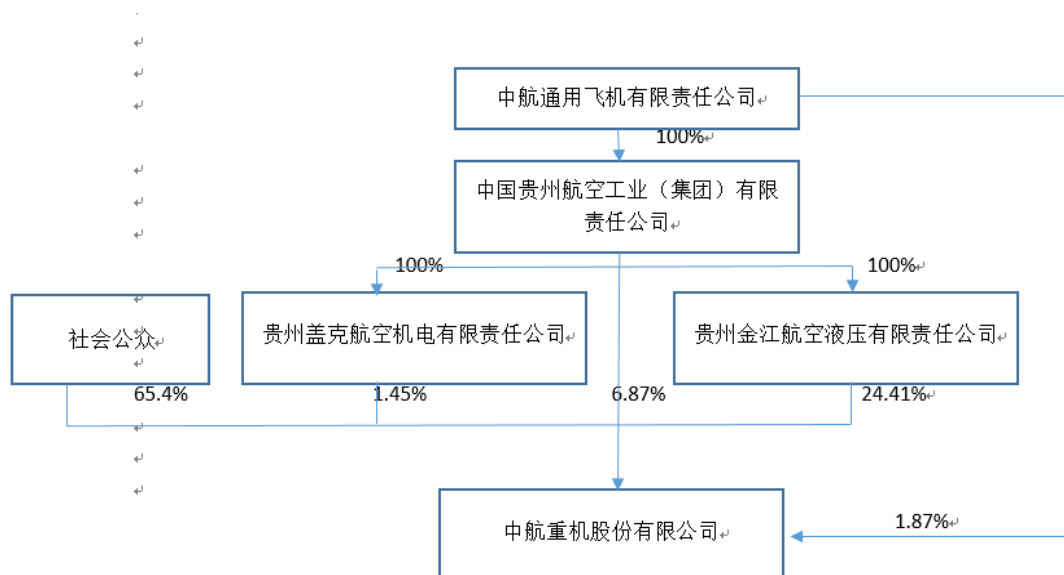 中航通用飞机有限责任公司
100%
中国贵州航空工业（集团）有限
责任公司
100%
100%
社会公众
贵州盖克航空机电有限责任公司
贵州金江航空液压有限责任公司
65.4%
1.45%
6.87%
24.41%
中航重机股份有限公司
1.87%